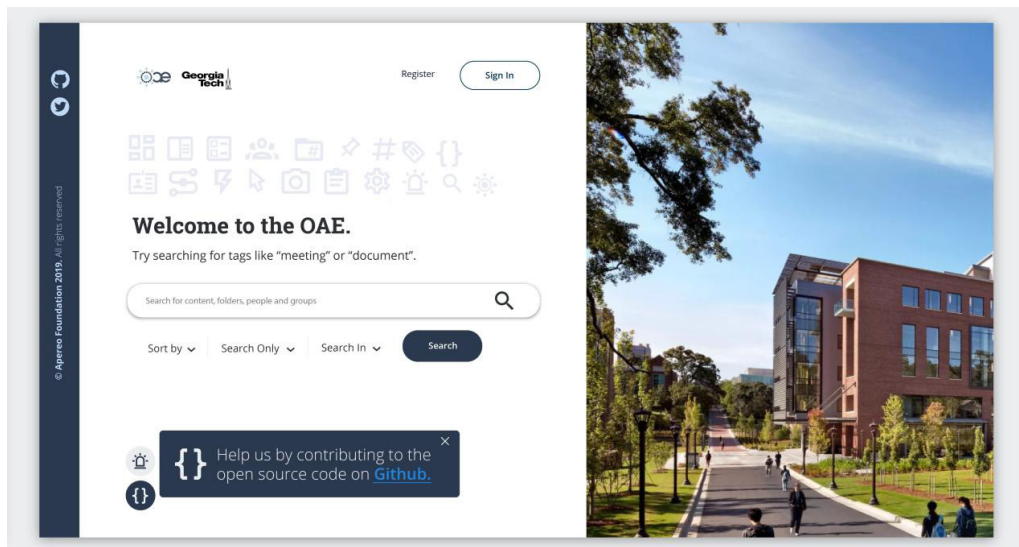 oae
Georgia
Tech
Register
Sign In
Welcome to the OAE.
Try searching for tags like “meeting” or “document”.
Search for content, folders, people and groups
Sort by
Search Only
Search In
Search
{} Help us by contributing to the
open source code on Github.
{}
© Apereo Foundation 2019. All rights reserved